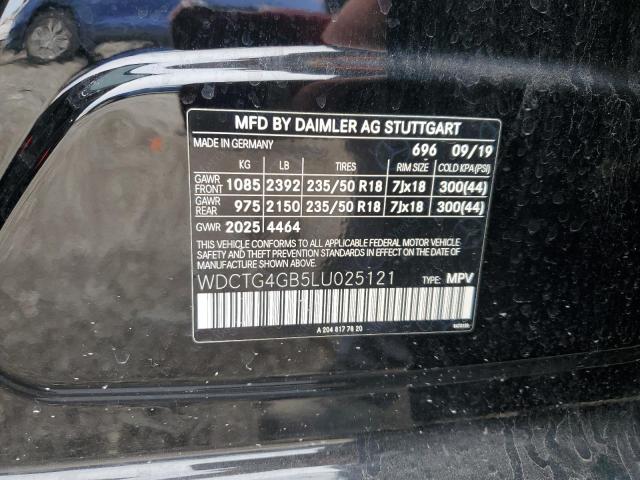 MFD BY DAIMLER AG STUTTGART
MADE IN GERMANY 696 09/19
KG LB TIRES RIM SIZE COLD KPA(PSI)
GAWR FRONT 1085 2392 235/50 R18 7Jx18 300(44)
GAWR REAR 975 2150 235/50 R18 7Jx18 300(44)
GVWR 2025 4464
THIS VEHICLE CONFORMS TO ALL APPLICABLE FEDERAL MOTOR VEHICLE
SAFETY AND THEFT PREVENTION STANDARDS IN EFFECT ON THE DATE OF
MANUFACTURE SHOWN ABOVE.
WDCTG4GB5LU025121 TYPE: MPV
A 204 817 78 20